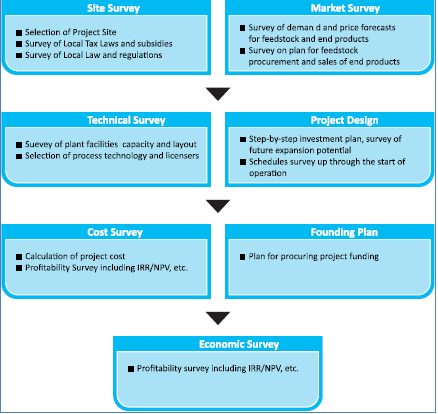 Site Survey
Selection of Project Site
Survey of Local Tax Laws and subsidies
Survey of Local Law and regulations
Market Survey
Survey of deman d and price forecasts
for feedstock and end products
Survey on plan for feedstock
procurement and sales of end products
Technical Survey
Suevey of plant facilities capacity and layout
Selection of process technology and licensers
Project Design
Step-by-step investment plan, survey of
future expansion potential
Schedules survey up through the start of
operation
Cost Survey
Calculation of project cost
Profitability Survey including IRR/NPV, etc.
Founding Plan
Plan for procuring project funding
Economic Survey
Profitability survey including IRR/NPV, etc.